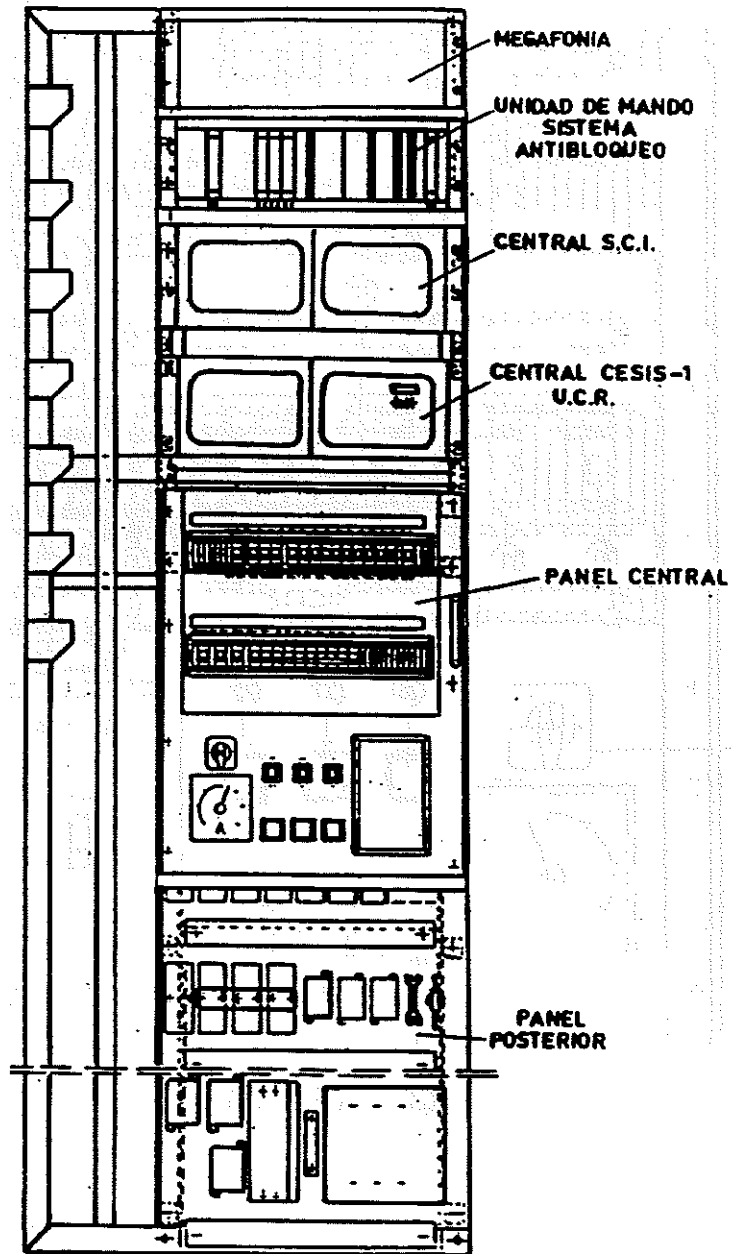 MEGAFONIA
UNIDAD DE MANDO
SISTEMA
ANTIBLOQUEO
CENTRAL S.C.I.
CENTRAL CESIS-1
U.C.R.
PANEL CENTRAL
A
PANEL
POSTERIOR